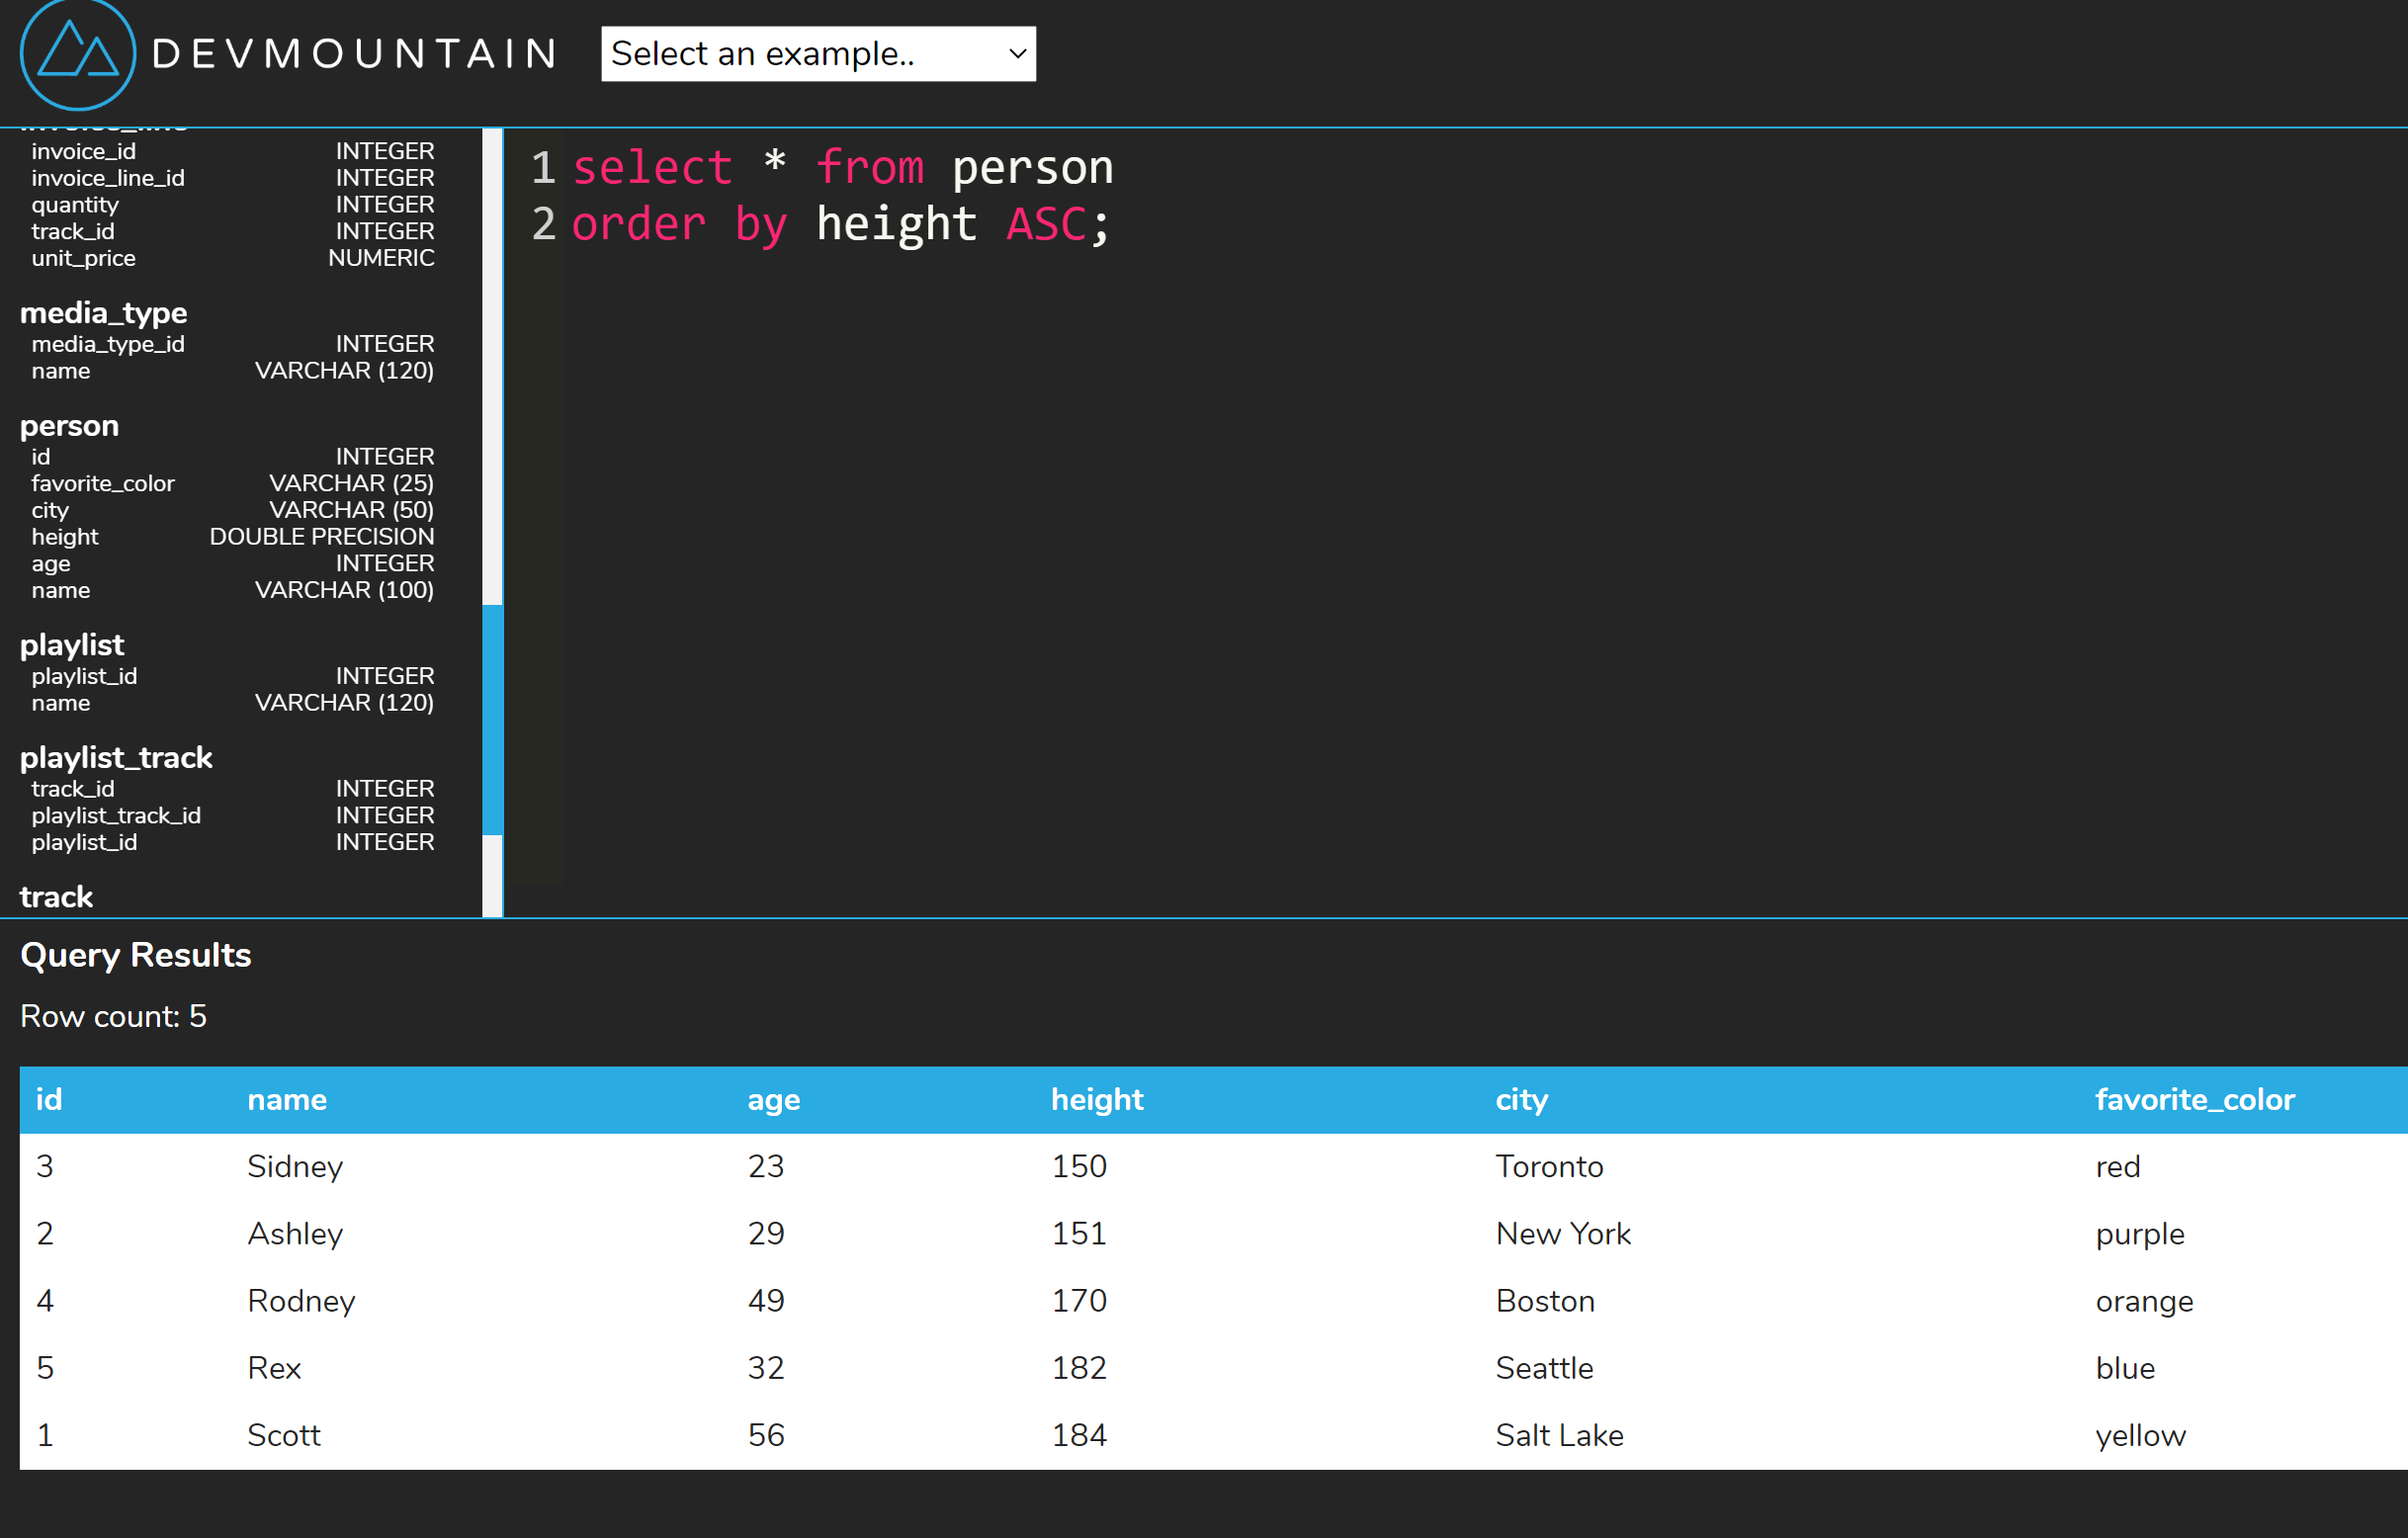 DEVMOUNTAIN
Select an example..
invoice_id INTEGER
invoice_line_id INTEGER
quantity INTEGER
track_id INTEGER
unit_price NUMERIC
media_type
media_type_id INTEGER
name VARCHAR (120)
person
id INTEGER
favorite_color VARCHAR (25)
city VARCHAR (50)
height DOUBLE PRECISION
age INTEGER
name VARCHAR (100)
playlist
playlist_id INTEGER
name VARCHAR (120)
playlist_track
track_id INTEGER
playlist_track_id INTEGER
playlist_id INTEGER
track
1 select * from person
2 order by height ASC;
Query Results
Row count: 5
id name age height city favorite_color
3 Sidney 23 150 Toronto red
2 Ashley 29 151 New York purple
4 Rodney 49 170 Boston orange
5 Rex 32 182 Seattle blue
1 Scott 56 184 Salt Lake yellow